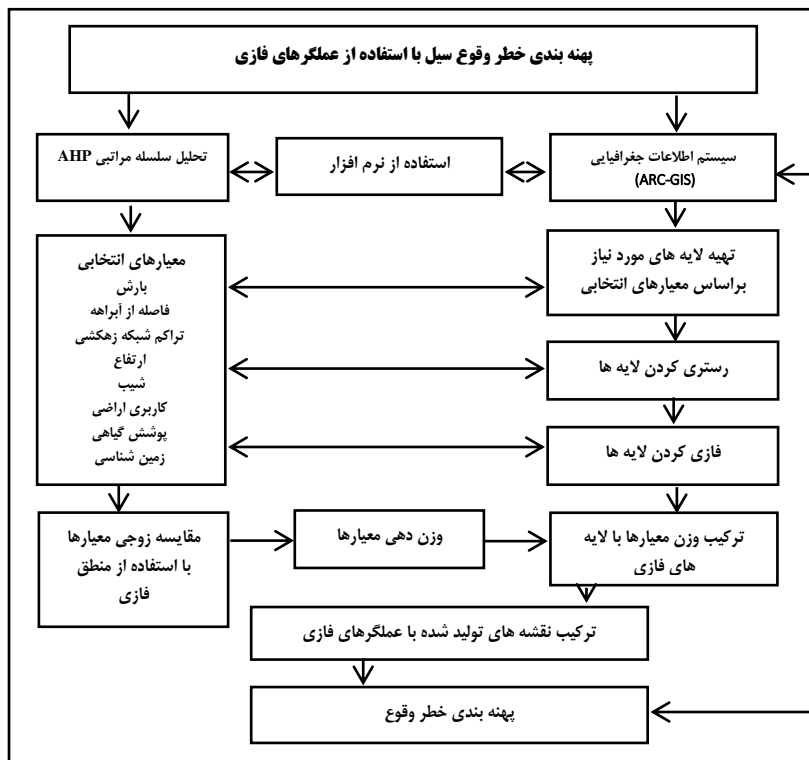 پهنه بندی خطر وقوع سیل با استفاده از عملگرهای فازی
سیستم اطلاعات جغرافیایی
(ARC-GIS)
استفاده از نرم افزار
تحلیل سلسله مراتبی AHP
تهیه لایه های مورد نیاز
براساس معیارهای انتخابی
معیارهای انتخابی
بارش
فاصله از آبراهه
تراکم شبکه زهکشی
ارتفاع
شیب
کاربری اراضی
پوشش گیاهی
زمین شناسی
رستری کردن لایه ها
فازی کردن لایه ها
ترکیب وزن معیارها با لایه
های فازی
وزن دهی معیارها
مقایسه زوجی معیارها
با استفاده از منطق
فازی
ترکیب نقشه های تولید شده با عملگرهای فازی
پهنه بندی خطر وقوع